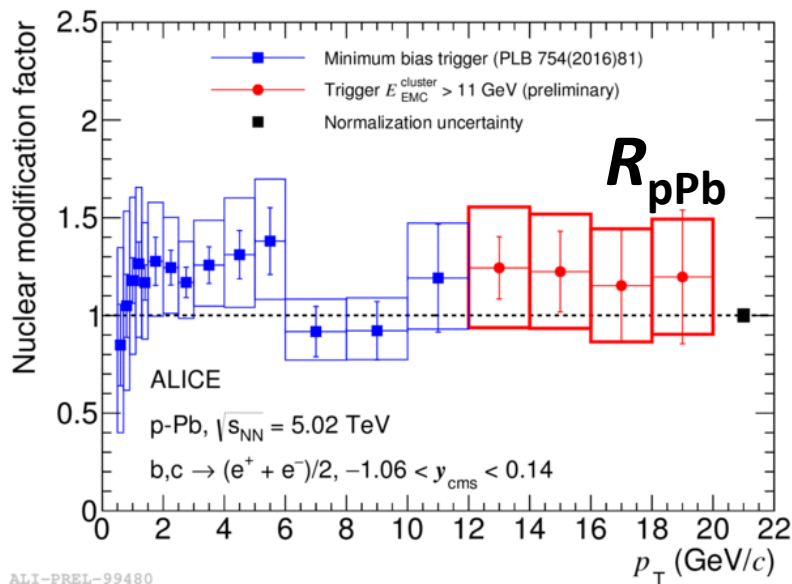 Nuclear modification factor
2.5
2
1.5
1
0.5
0
Minimum bias trigger (PLB 754(2016)81)
Trigger E^cluster_EMC > 11 GeV (preliminary)
Normalization uncertainty
R_pPb
ALICE
p-Pb, √s_NN = 5.02 TeV
b,c → (e⁺ + e⁻)/2, −1.06 < y_cms < 0.14
0 2 4 6 8 10 12 14 16 18 20 22
p_T (GeV/c)
ALI-PREL-99480